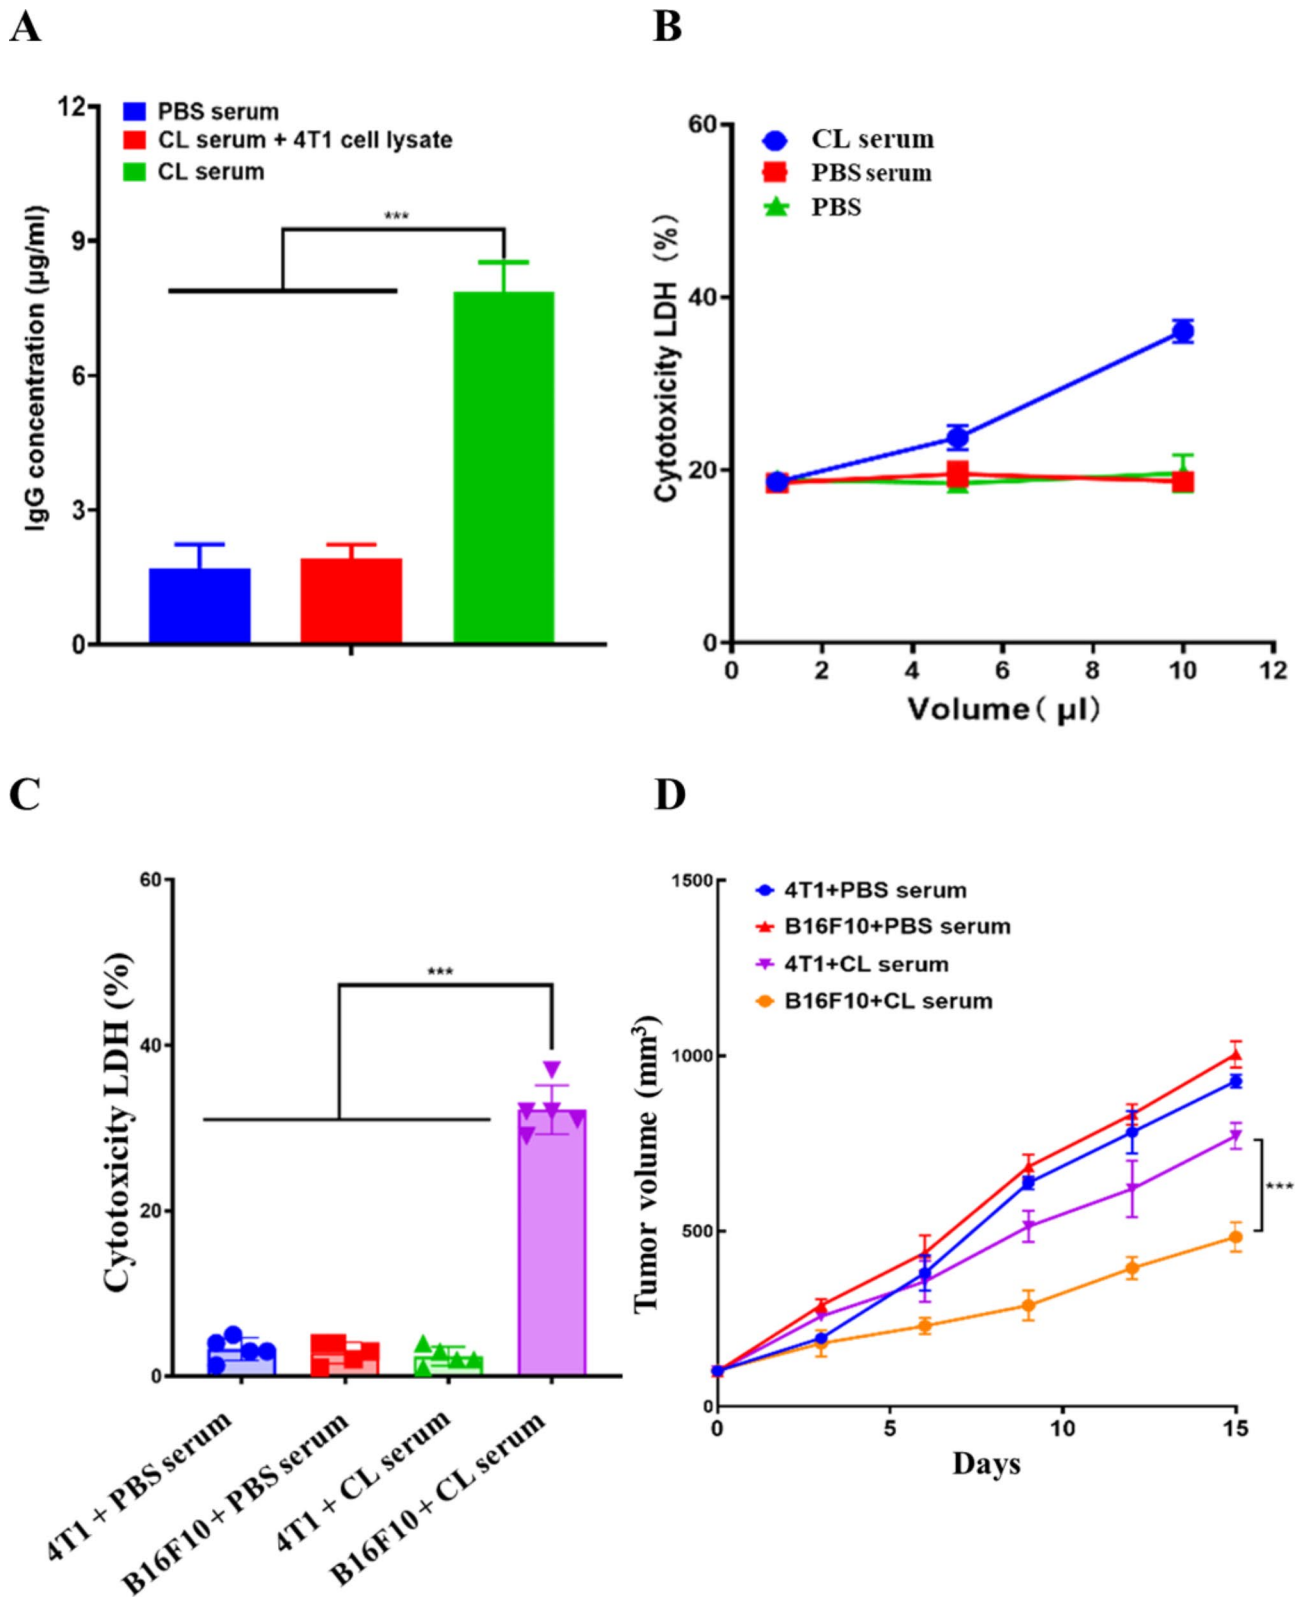 A
PBS serum
CL serum + 4T1 cell lysate
CL serum
***
IgG concentration (µg/ml)
12
9
6
3
0
B
CL serum
PBS serum
PBS
Cytotoxicity LDH (%)
60
40
20
0
0 2 4 6 8 10 12
Volume( µl)
C
Cytotoxicity LDH (%)
60
40
20
0
***
4T1 + PBS serum
B16F10 + PBS serum
4T1 + CL serum
B16F10 + CL serum
D
4T1+PBS serum
B16F10+PBS serum
4T1+CL serum
B16F10+CL serum
Tumor volume (mm³)
1500
1000
500
0
***
0 5 10 15
Days